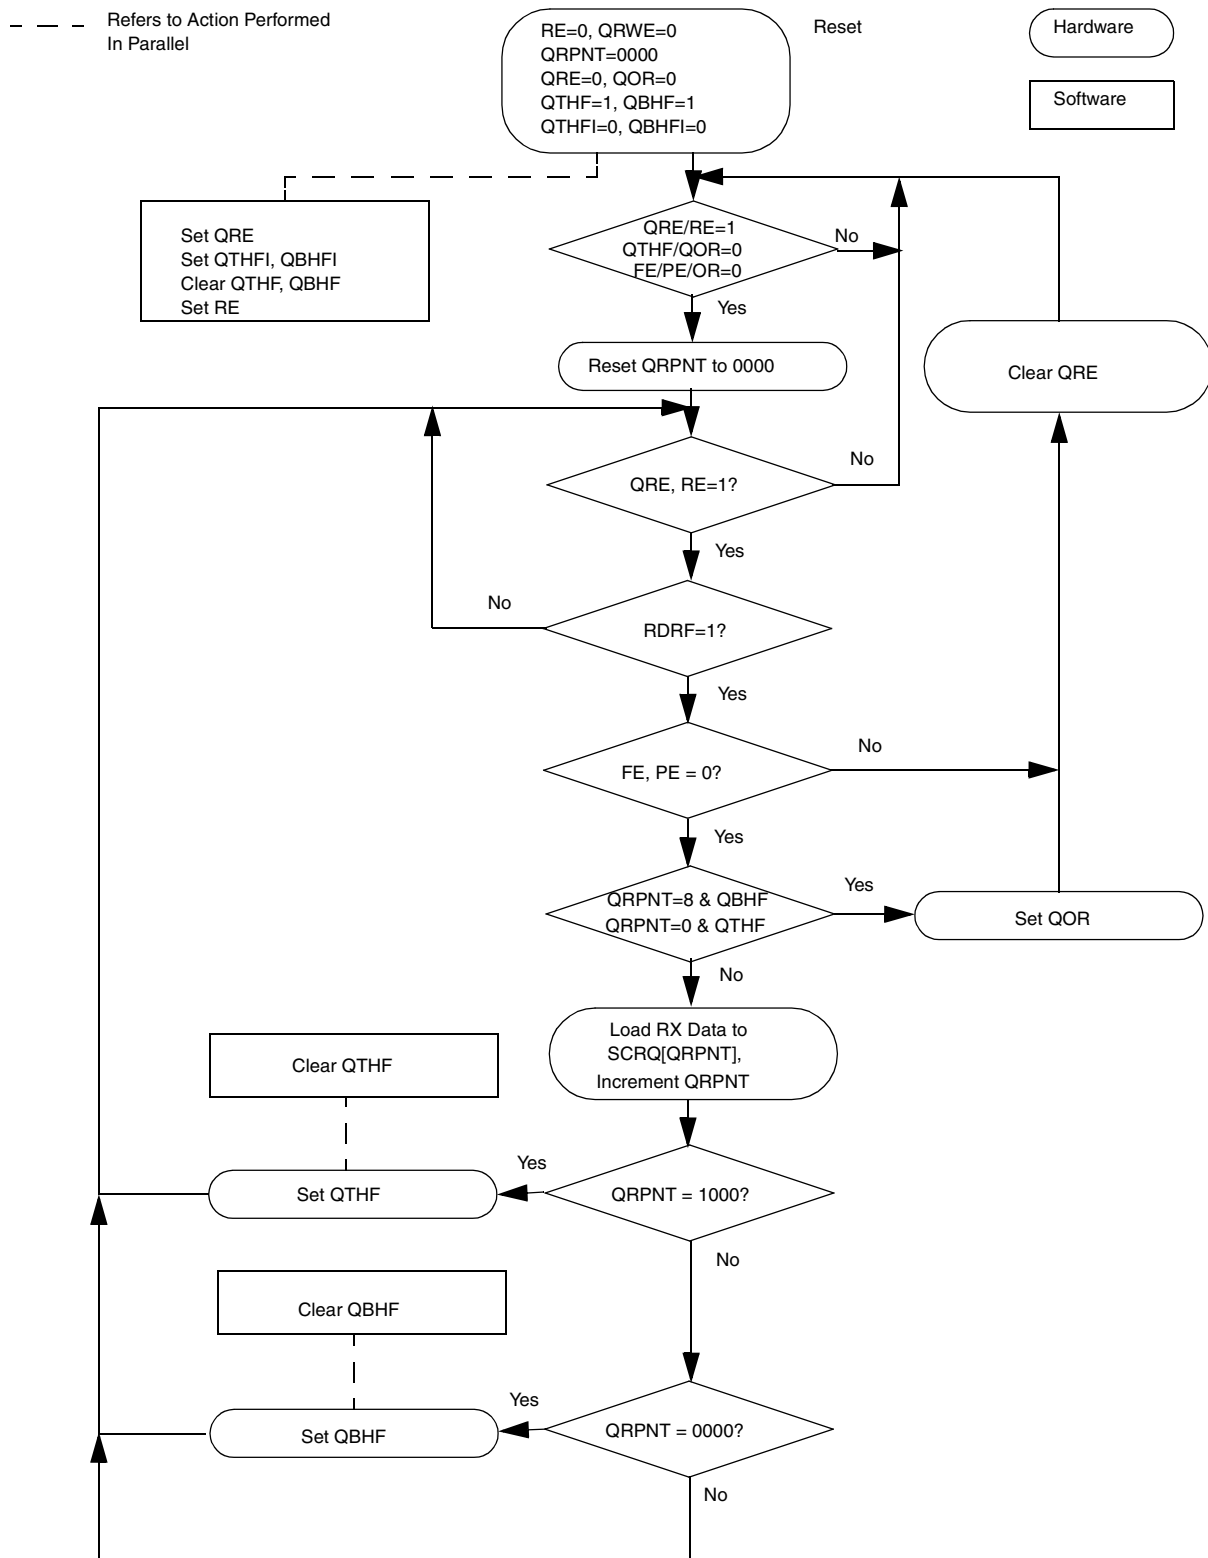 Refers to Action Performed
In Parallel
RE=0, QRWE=0
QRPNT=0000
QRE=0, QOR=0
QTHF=1, QBHF=1
QTHFI=0, QBHFI=0
Reset
Hardware
Software
Set QRE
Set QTHFI, QBHFI
Clear QTHF, QBHF
Set RE
QRE/RE=1
QTHF/QOR=0
FE/PE/OR=0
No
Yes
Reset QRPNT to 0000
Clear QRE
QRE, RE=1?
No
Yes
RDRF=1?
No
Yes
FE, PE = 0?
No
Yes
QRPNT=8 & QBHF
QRPNT=0 & QTHF
Yes
Set QOR
No
Load RX Data to
SCRQ[QRPNT],
Increment QRPNT
Clear QTHF
Set QTHF
Yes
QRPNT = 1000?
No
Clear QBHF
Set QBHF
Yes
QRPNT = 0000?
No